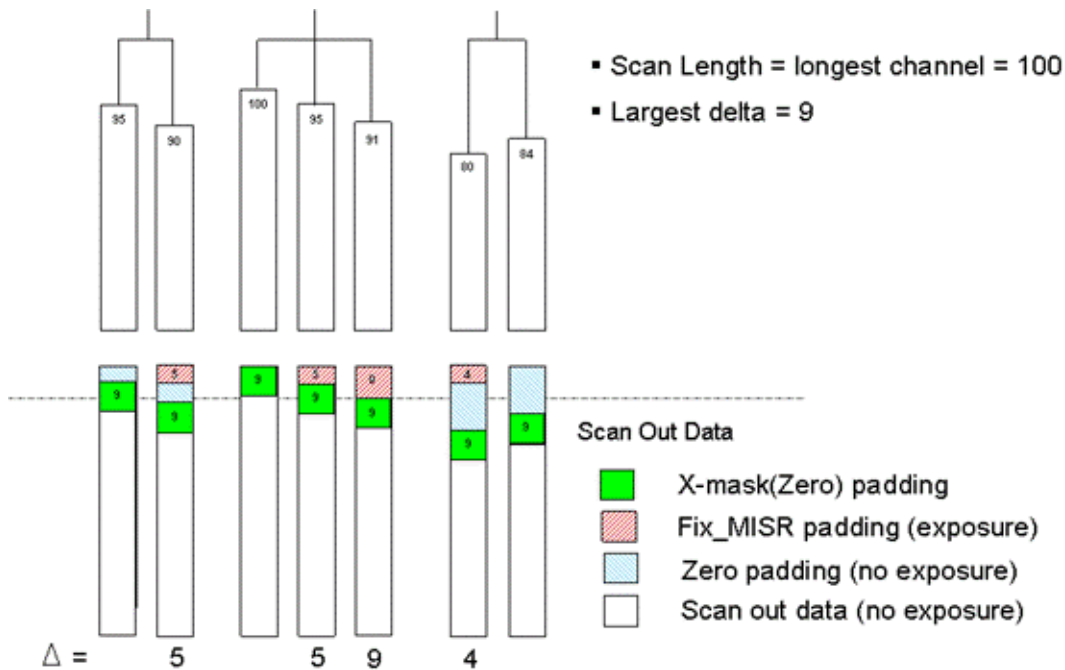 ▪ Scan Length = longest channel = 100
▪ Largest delta = 9
95 90 100 95 91 80 84
5 9 5 9 4
9 9 9 9 9 9
Scan Out Data
X-mask(Zero) padding
Fix_MISR padding (exposure)
Zero padding (no exposure)
Scan out data (no exposure)
Δ = 5 5 9 4